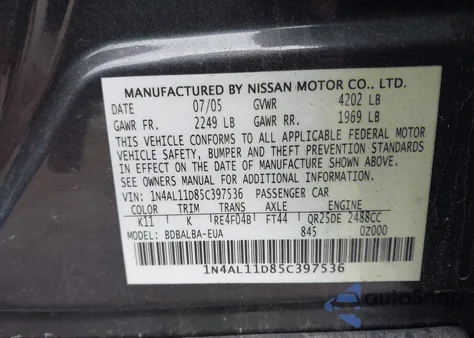 MANUFACTURED BY NISSAN MOTOR CO., LTD.
DATE 07/05 GVWR 4202 LB
GAWR FR. 2249 LB GAWR RR. 1969 LB
THIS VEHICLE CONFORMS TO ALL APPLICABLE FEDERAL MOTOR
VEHICLE SAFETY, BUMPER AND THEFT PREVENTION STANDARDS
IN EFFECT ON THE DATE OF MANUFACTURE SHOWN ABOVE.
SEE OWNERS MANUAL FOR ADDITIONAL INFORMATION.
VIN: 1N4AL11D85C397536 PASSENGER CAR
COLOR TRIM TRANS AXLE ENGINE
K11 K RE4F04B FT44 QR25DE 2488CC
MODEL: BDBALBA-EUA 845 0Z000
1N4AL11D85C397536
autoSnap